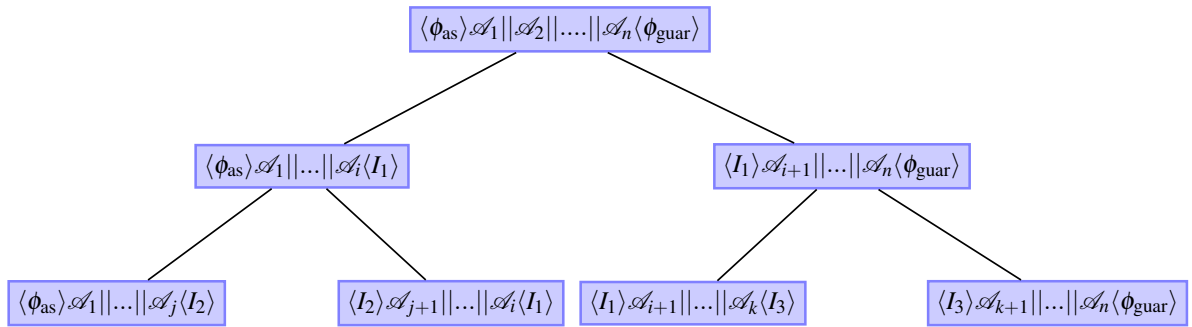 ⟨ϕ_as⟩𝒜_1||𝒜_2||....||𝒜_n⟨ϕ_guar⟩
⟨ϕ_as⟩𝒜_1||...||𝒜_i⟨I_1⟩
⟨I_1⟩𝒜_{i+1}||...||𝒜_n⟨ϕ_guar⟩
⟨ϕ_as⟩𝒜_1||...||𝒜_j⟨I_2⟩
⟨I_2⟩𝒜_{j+1}||...||𝒜_i⟨I_1⟩
⟨I_1⟩𝒜_{i+1}||...||𝒜_k⟨I_3⟩
⟨I_3⟩𝒜_{k+1}||...||𝒜_n⟨ϕ_guar⟩